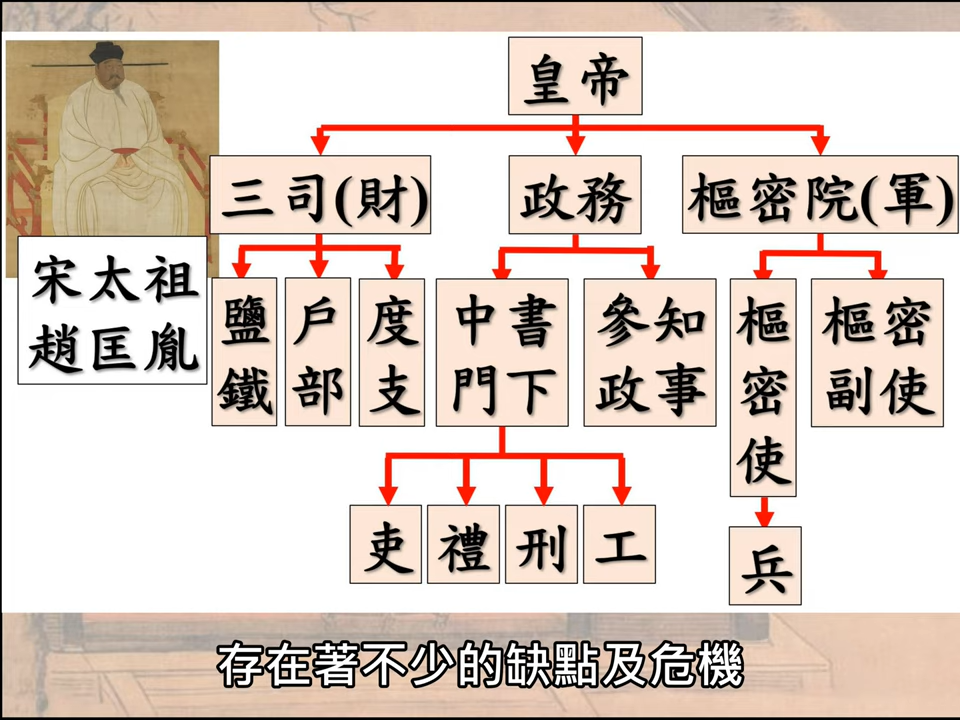 皇帝
三司(財)
政務
樞密院(軍)
宋太祖
趙匡胤
鹽
鐵
戶
部
度
支
中書
門下
參知
政事
樞
密
使
樞密
副使
吏
禮
刑
工
兵
存在著不少的缺點及危機